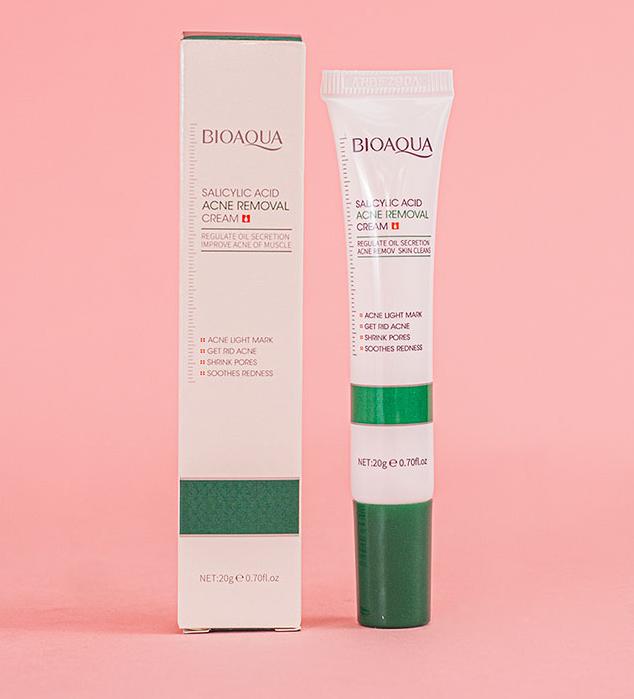 BIOAQUA
SALICYLIC ACID
ACNE REMOVAL
CREAM
REGULATE OIL SECRETION
IMPROVE ACNE OF MUSCLE
ACNE LIGHT MARK
GET RID ACNE
SHRINK PORES
SOOTHES REDNESS
NET:20g ℮ 0.70fl.oz
BIOAQUA
SALICYLIC ACID
ACNE REMOVAL
CREAM
REGULATE OIL SECRETION
ACNE REMOV. SKIN CLEANS
ACNE LIGHT MARK
GET RID ACNE
SHRINK PORES
SOOTHES REDNESS
NET:20g ℮ 0.70fl.oz